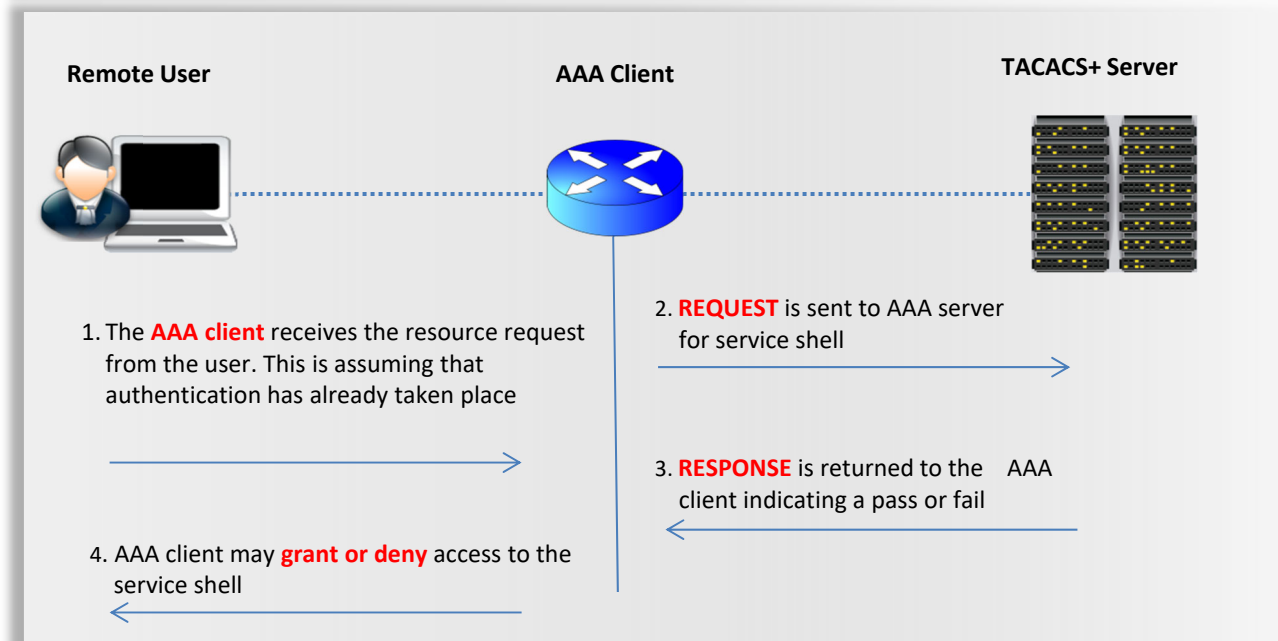 Remote User
AAA Client
TACACS+ Server
1. The AAA client receives the resource request
from the user. This is assuming that
authentication has already taken place
2. REQUEST is sent to AAA server
for service shell
3. RESPONSE is returned to the AAA
client indicating a pass or fail
4. AAA client may grant or deny access to the
service shell